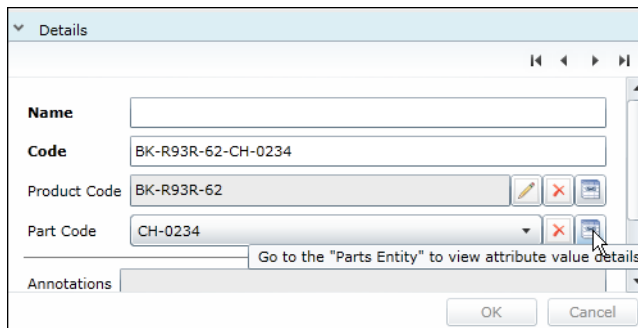 Details
Name
Code BK-R93R-62-CH-0234
Product Code BK-R93R-62
Part Code CH-0234
Go to the "Parts Entity" to view attribute value details
Annotations
OK Cancel